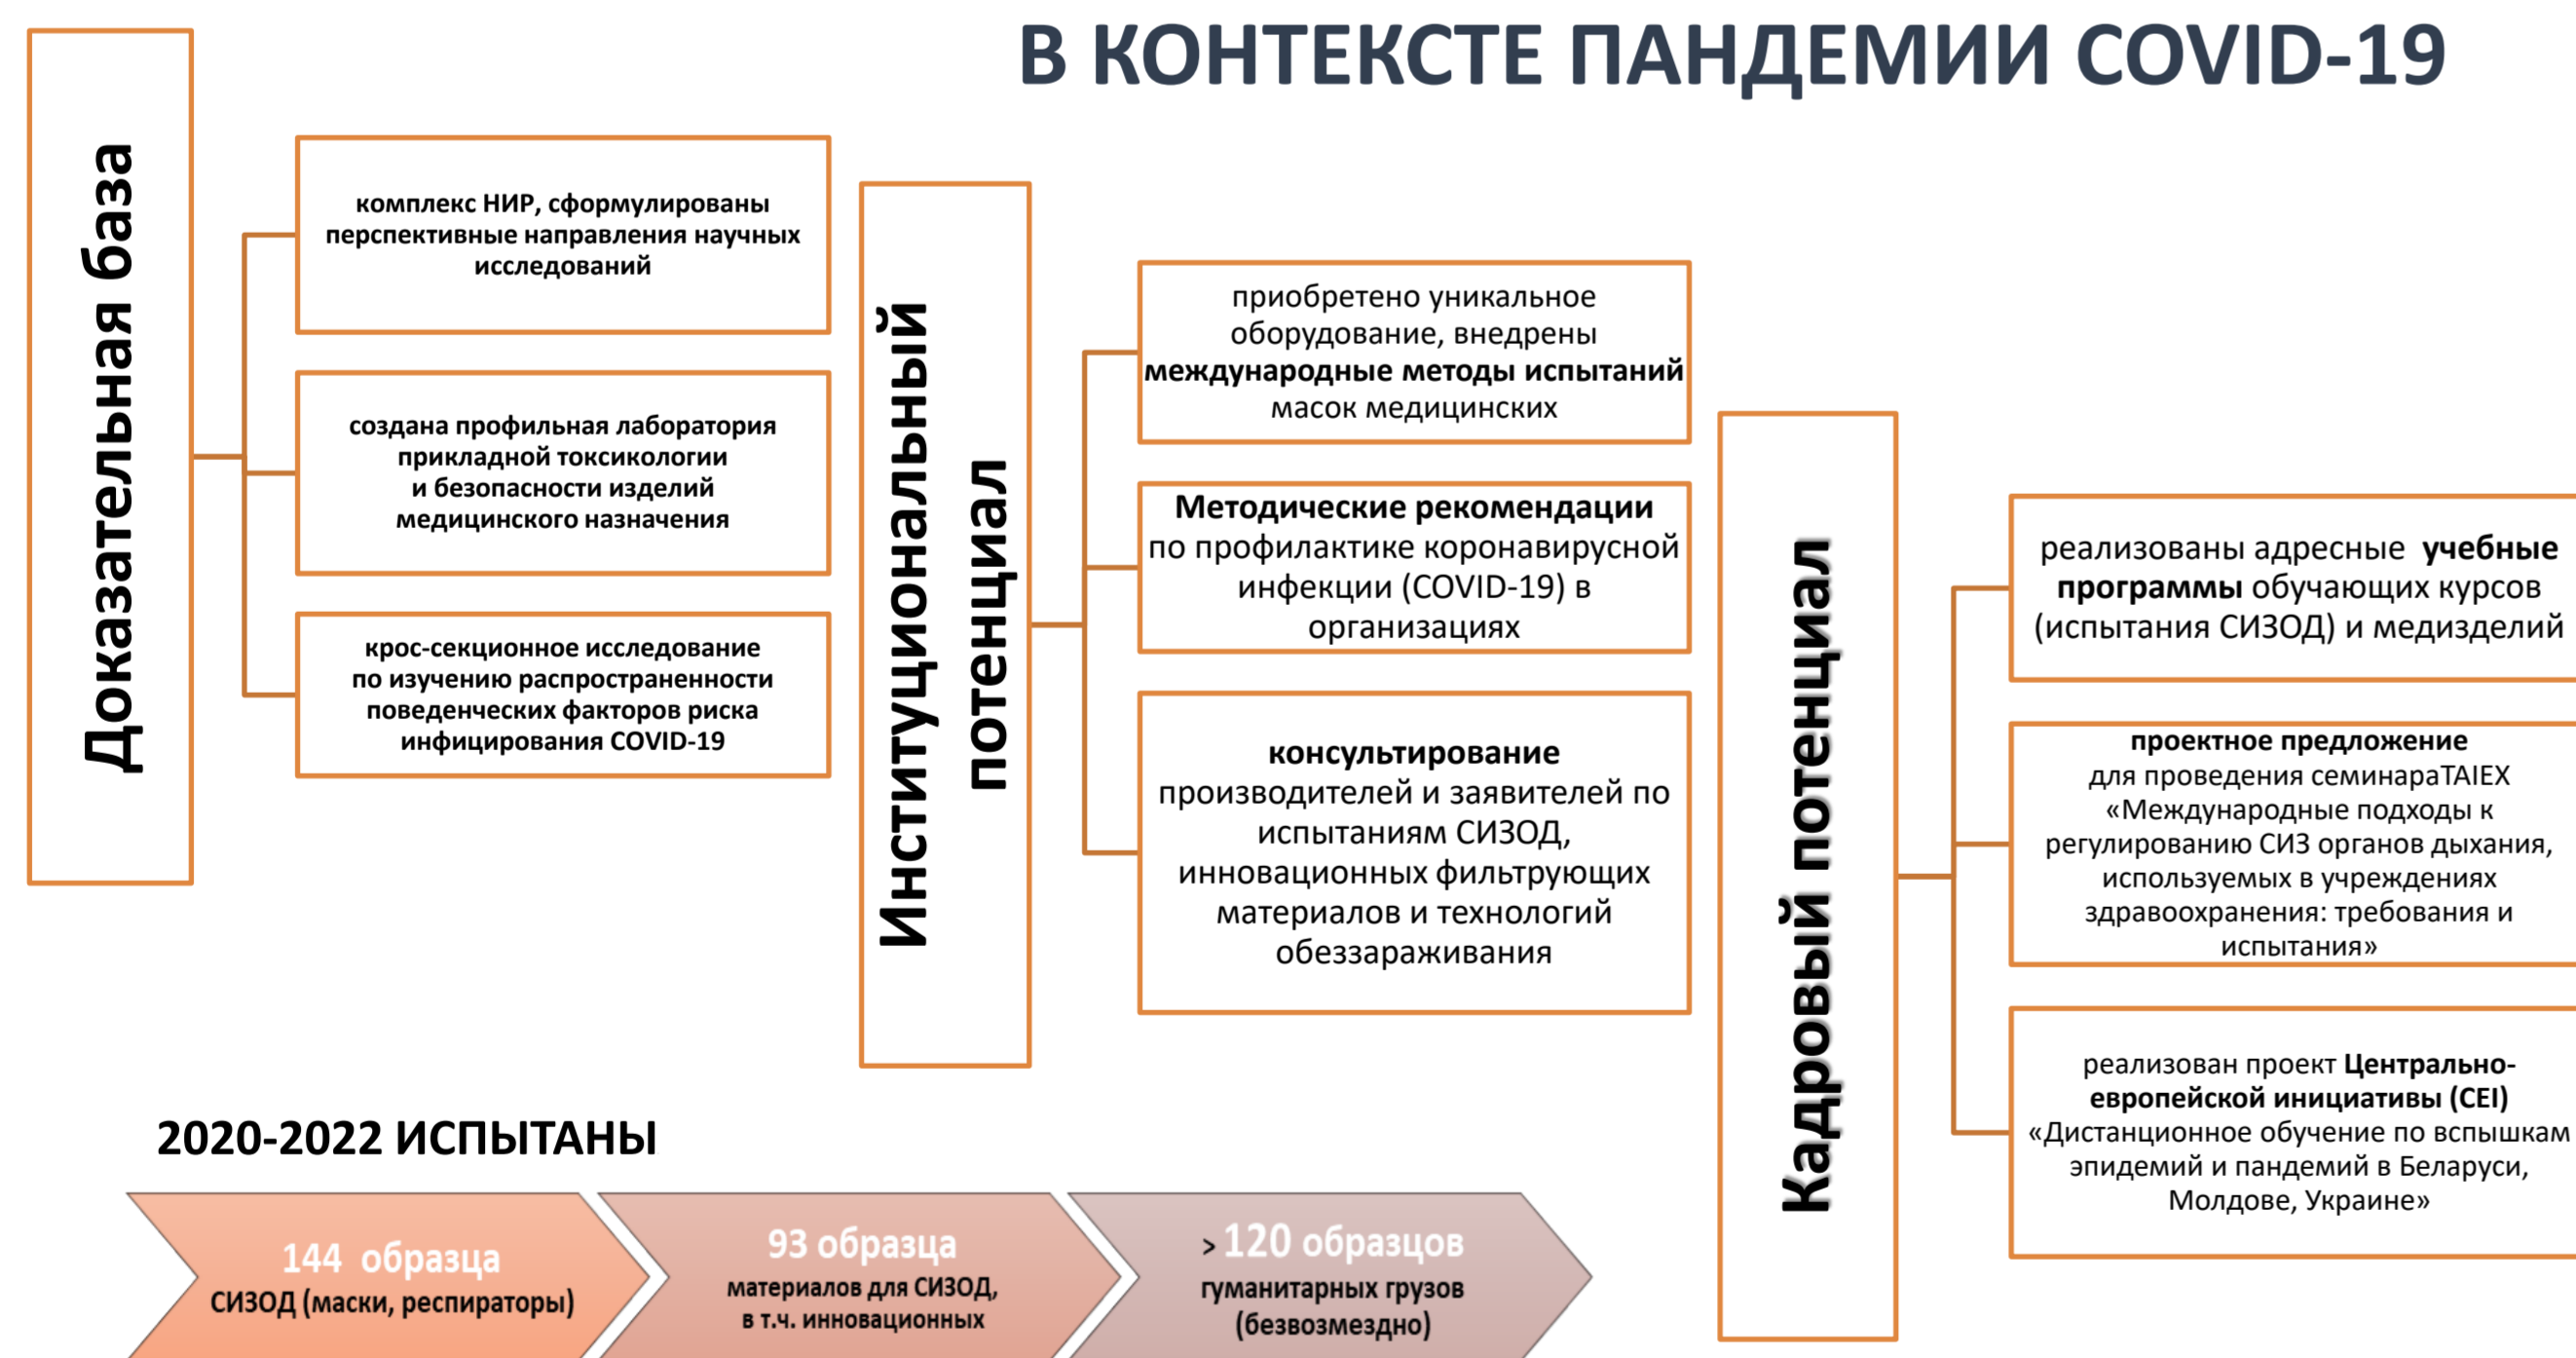 В КОНТЕКСТЕ ПАНДЕМИИ COVID-19
Доказательная база
комплекс НИР, сформулированы
перспективные направления научных
исследований
создана профильная лаборатория
прикладной токсикологии
и безопасности изделий
медицинского назначения
крос-секционное исследование
по изучению распространенности
поведенческих факторов риска
инфицирования COVID-19
Институциональный
потенциал
приобретено уникальное
оборудование, внедрены
международные методы испытаний
масок медицинских
Методические рекомендации
по профилактике коронавирусной
инфекции (COVID-19) в
организациях
консультирование
производителей и заявителей по
испытаниям СИЗОД,
инновационных фильтрующих
материалов и технологий
обеззараживания
Кадровый потенциал
реализованы адресные учебные
программы обучающих курсов
(испытания СИЗОД) и медизделий
проектное предложение
для проведения семинараTAIEX
«Международные подходы к
регулированию СИЗ органов дыхания,
используемых в учреждениях
здравоохранения: требования и
испытания»
реализован проект Центрально-
европейской инициативы (CEI)
«Дистанционное обучение по вспышкам
эпидемий и пандемий в Беларуси,
Молдове, Украине»
2020-2022 ИСПЫТАНЫ
144 образца
СИЗОД (маски, респираторы)
93 образца
материалов для СИЗОД,
в т.ч. инновационных
> 120 образцов
гуманитарных грузов
(безвозмездно)